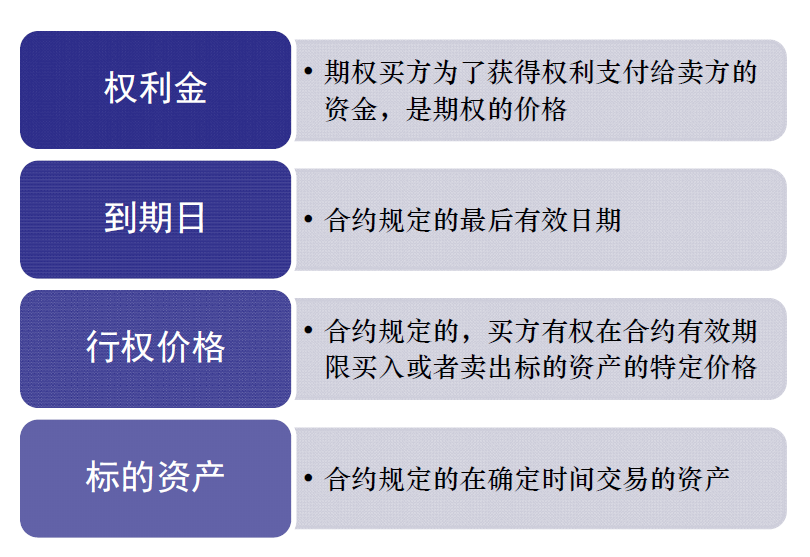 权利金
• 期权买方为了获得权利支付给卖方的
资金，是期权的价格
到期日
• 合约规定的最后有效日期
行权价格
• 合约规定的，买方有权在合约有效期
限买入或者卖出标的资产的特定价格
标的资产
• 合约规定的在确定时间交易的资产